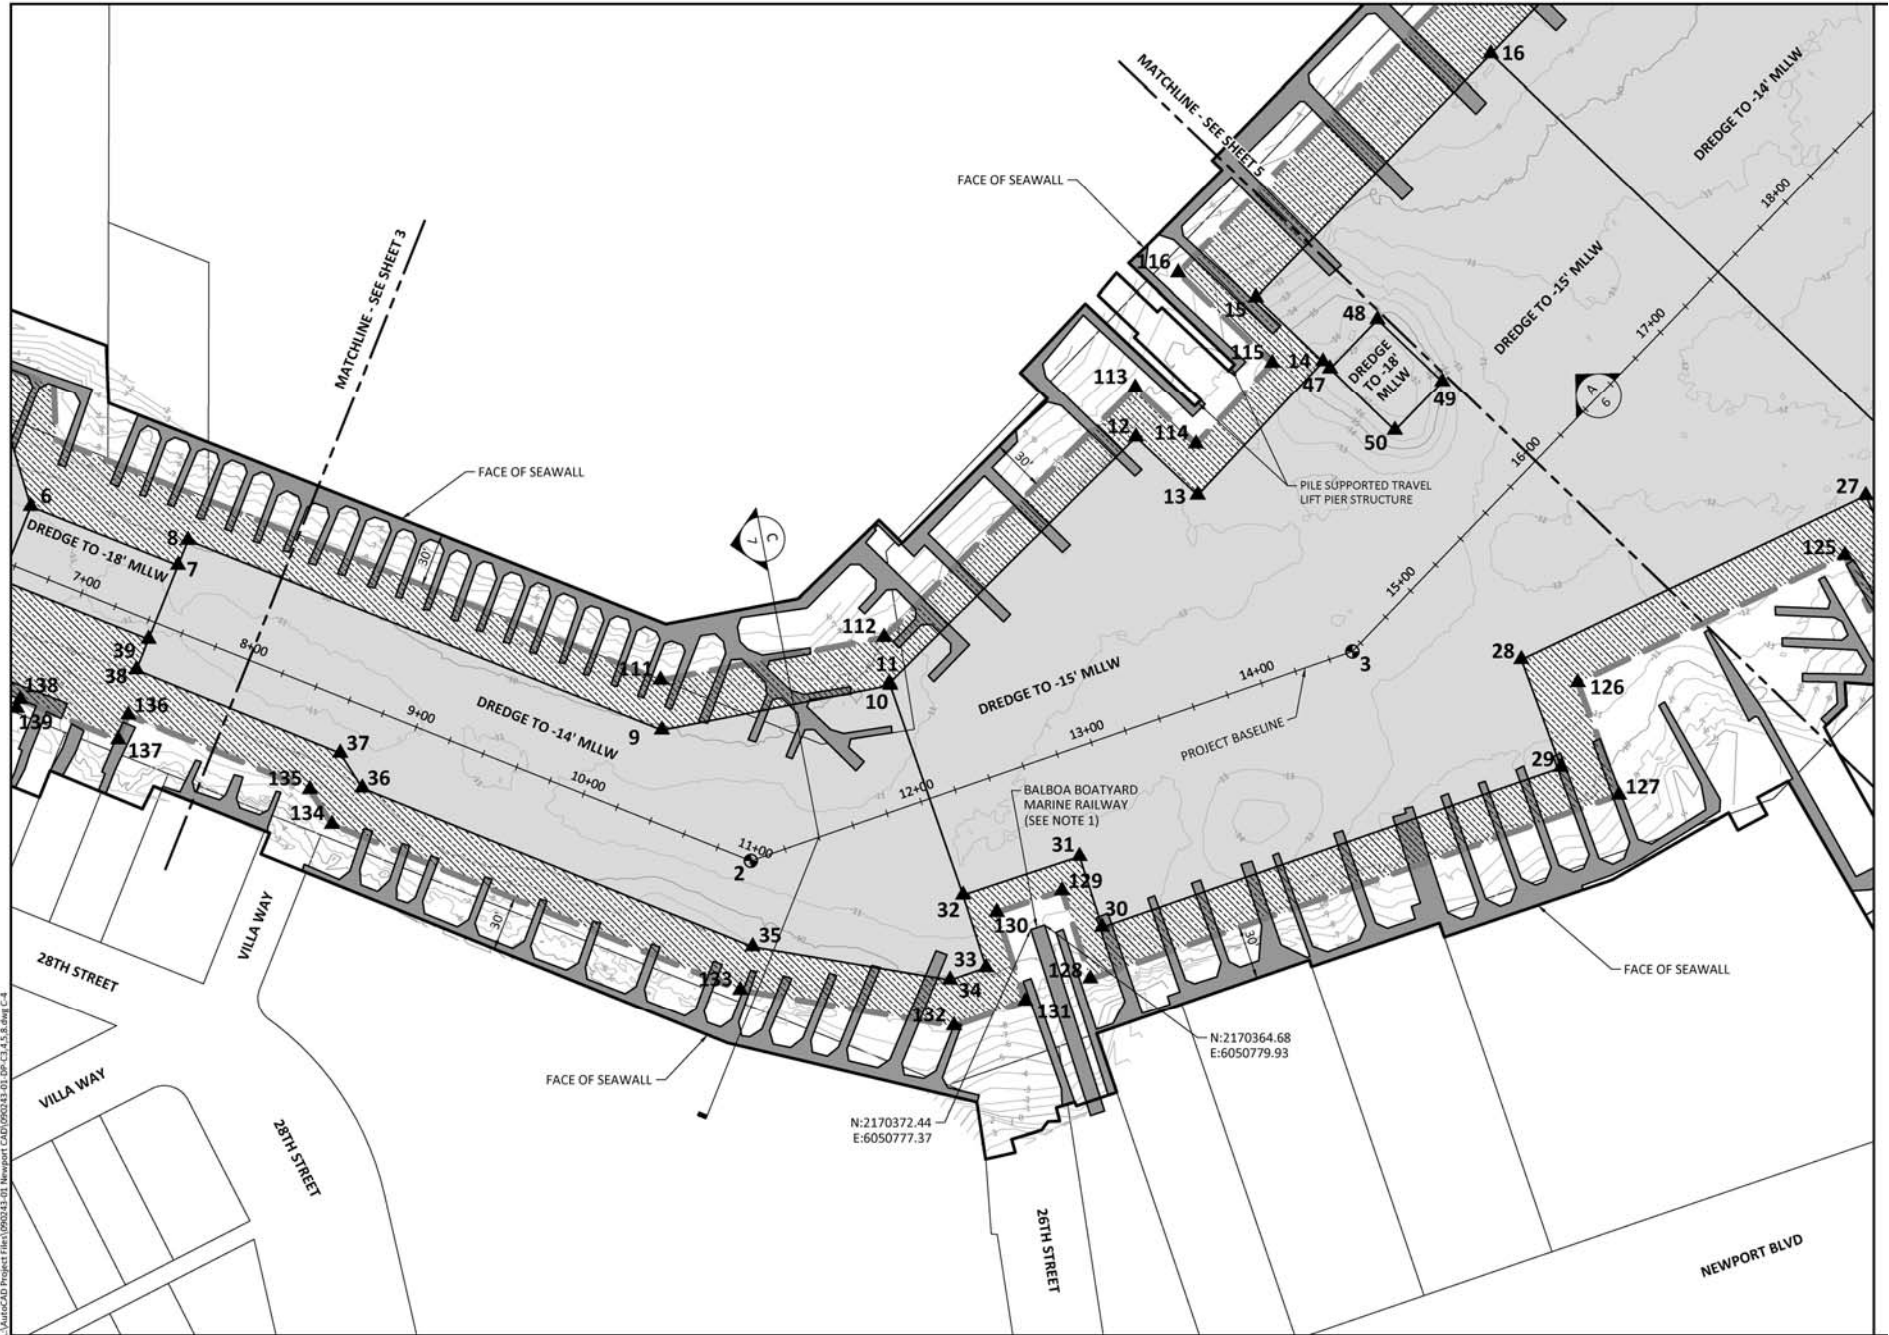 16
MATCHLINE - SEE SHEET 5
DREDGE TO -14' MLLW
FACE OF SEAWALL
18+00
MATCHLINE - SEE SHEET 3
116
15
48
DREDGE TO -15' MLLW
17+00
115
14
47
DREDGE
TO -18'
MLLW
49
A
6
113
12
114
50
16+00
30'
13
PILE SUPPORTED TRAVEL
LIFT PIER STRUCTURE
27
FACE OF SEAWALL
6
DREDGE TO -18' MLLW
8
7
30'
C
7
125
7+00
15+00
39
38
8+00
112
11
111
10
14+00
3
28
126
DREDGE TO -15' MLLW
138
139
136
137
9+00
DREDGE TO -14' MLLW
9
13+00
PROJECT BASELINE
37
36
135
134
10+00
12+00
BALBOA BOATYARD
MARINE RAILWAY
(SEE NOTE 1)
29
127
11+00
2
31
129
32
130
30
30'
VILLA WAY
30'
35
33
34
128
FACE OF SEAWALL
28TH STREET
133
132
131
N:2170364.68
E:6050779.93
FACE OF SEAWALL
VILLA WAY
N:2170372.44
E:6050777.37
28TH STREET
26TH STREET
NEWPORT BLVD